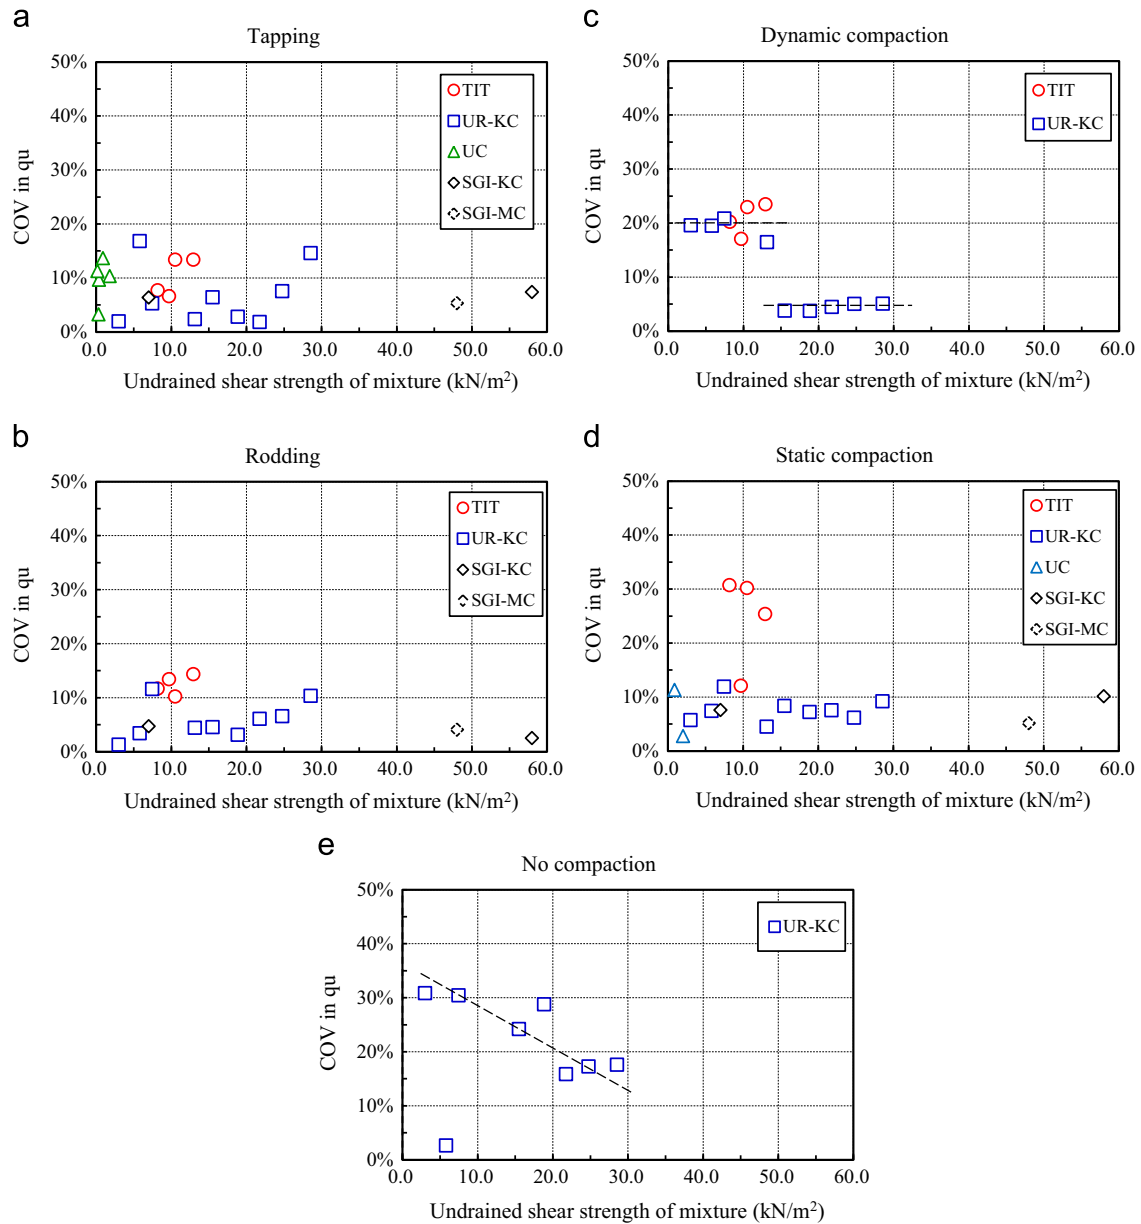 a
Tapping
50%
40%
30%
20%
10%
0%
COV in qu
TIT
UR-KC
UC
SGI-KC
SGI-MC
0.0 10.0 20.0 30.0 40.0 50.0 60.0
Undrained shear strength of mixture (kN/m²)
c
Dynamic compaction
50%
40%
30%
20%
10%
0%
COV in qu
TIT
UR-KC
0.0 10.0 20.0 30.0 40.0 50.0 60.0
Undrained shear strength of mixture (kN/m²)
b
Rodding
50%
40%
30%
20%
10%
0%
COV in qu
TIT
UR-KC
SGI-KC
SGI-MC
0.0 10.0 20.0 30.0 40.0 50.0 60.0
Undrained shear strength of mixture (kN/m²)
d
Static compaction
50%
40%
30%
20%
10%
0%
COV in qu
TIT
UR-KC
UC
SGI-KC
SGI-MC
0.0 10.0 20.0 30.0 40.0 50.0 60.0
Undrained shear strength of mixture (kN/m²)
e
No compaction
50%
40%
30%
20%
10%
0%
COV in qu
UR-KC
0.0 10.0 20.0 30.0 40.0 50.0 60.0
Undrained shear strength of mixture (kN/m²)